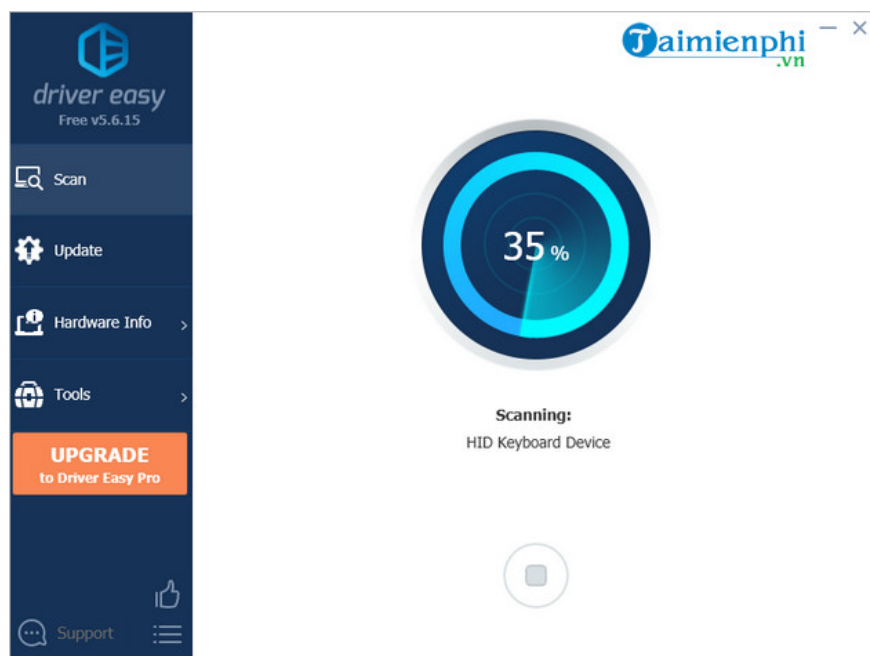 Taimienphi
.vn
driver easy
Free v5.6.15
Scan
Update
Hardware Info
Tools
UPGRADE
to Driver Easy Pro
Support
35 %
Scanning:
HID Keyboard Device